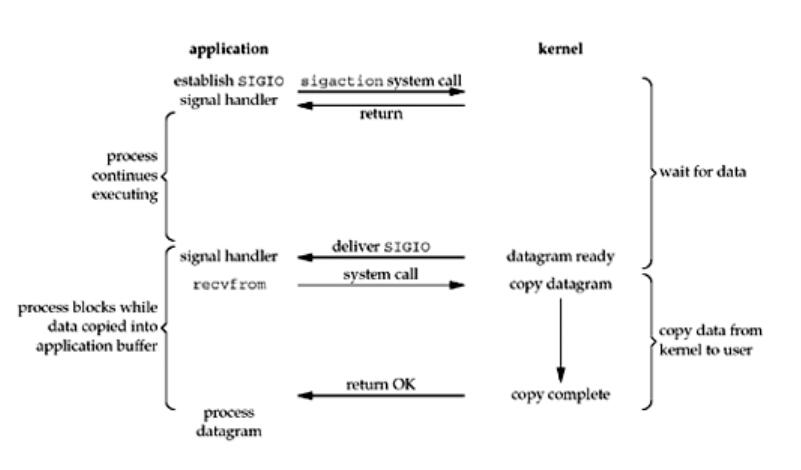 application
kernel
establish SIGIO
sigaction system call
signal handler
return
process
continues
executing
wait for data
signal handler
deliver SIGIO
datagram ready
recvfrom
system call
copy datagram
process blocks while
data copied into
application buffer
copy data from
kernel to user
return OK
copy complete
process
datagram